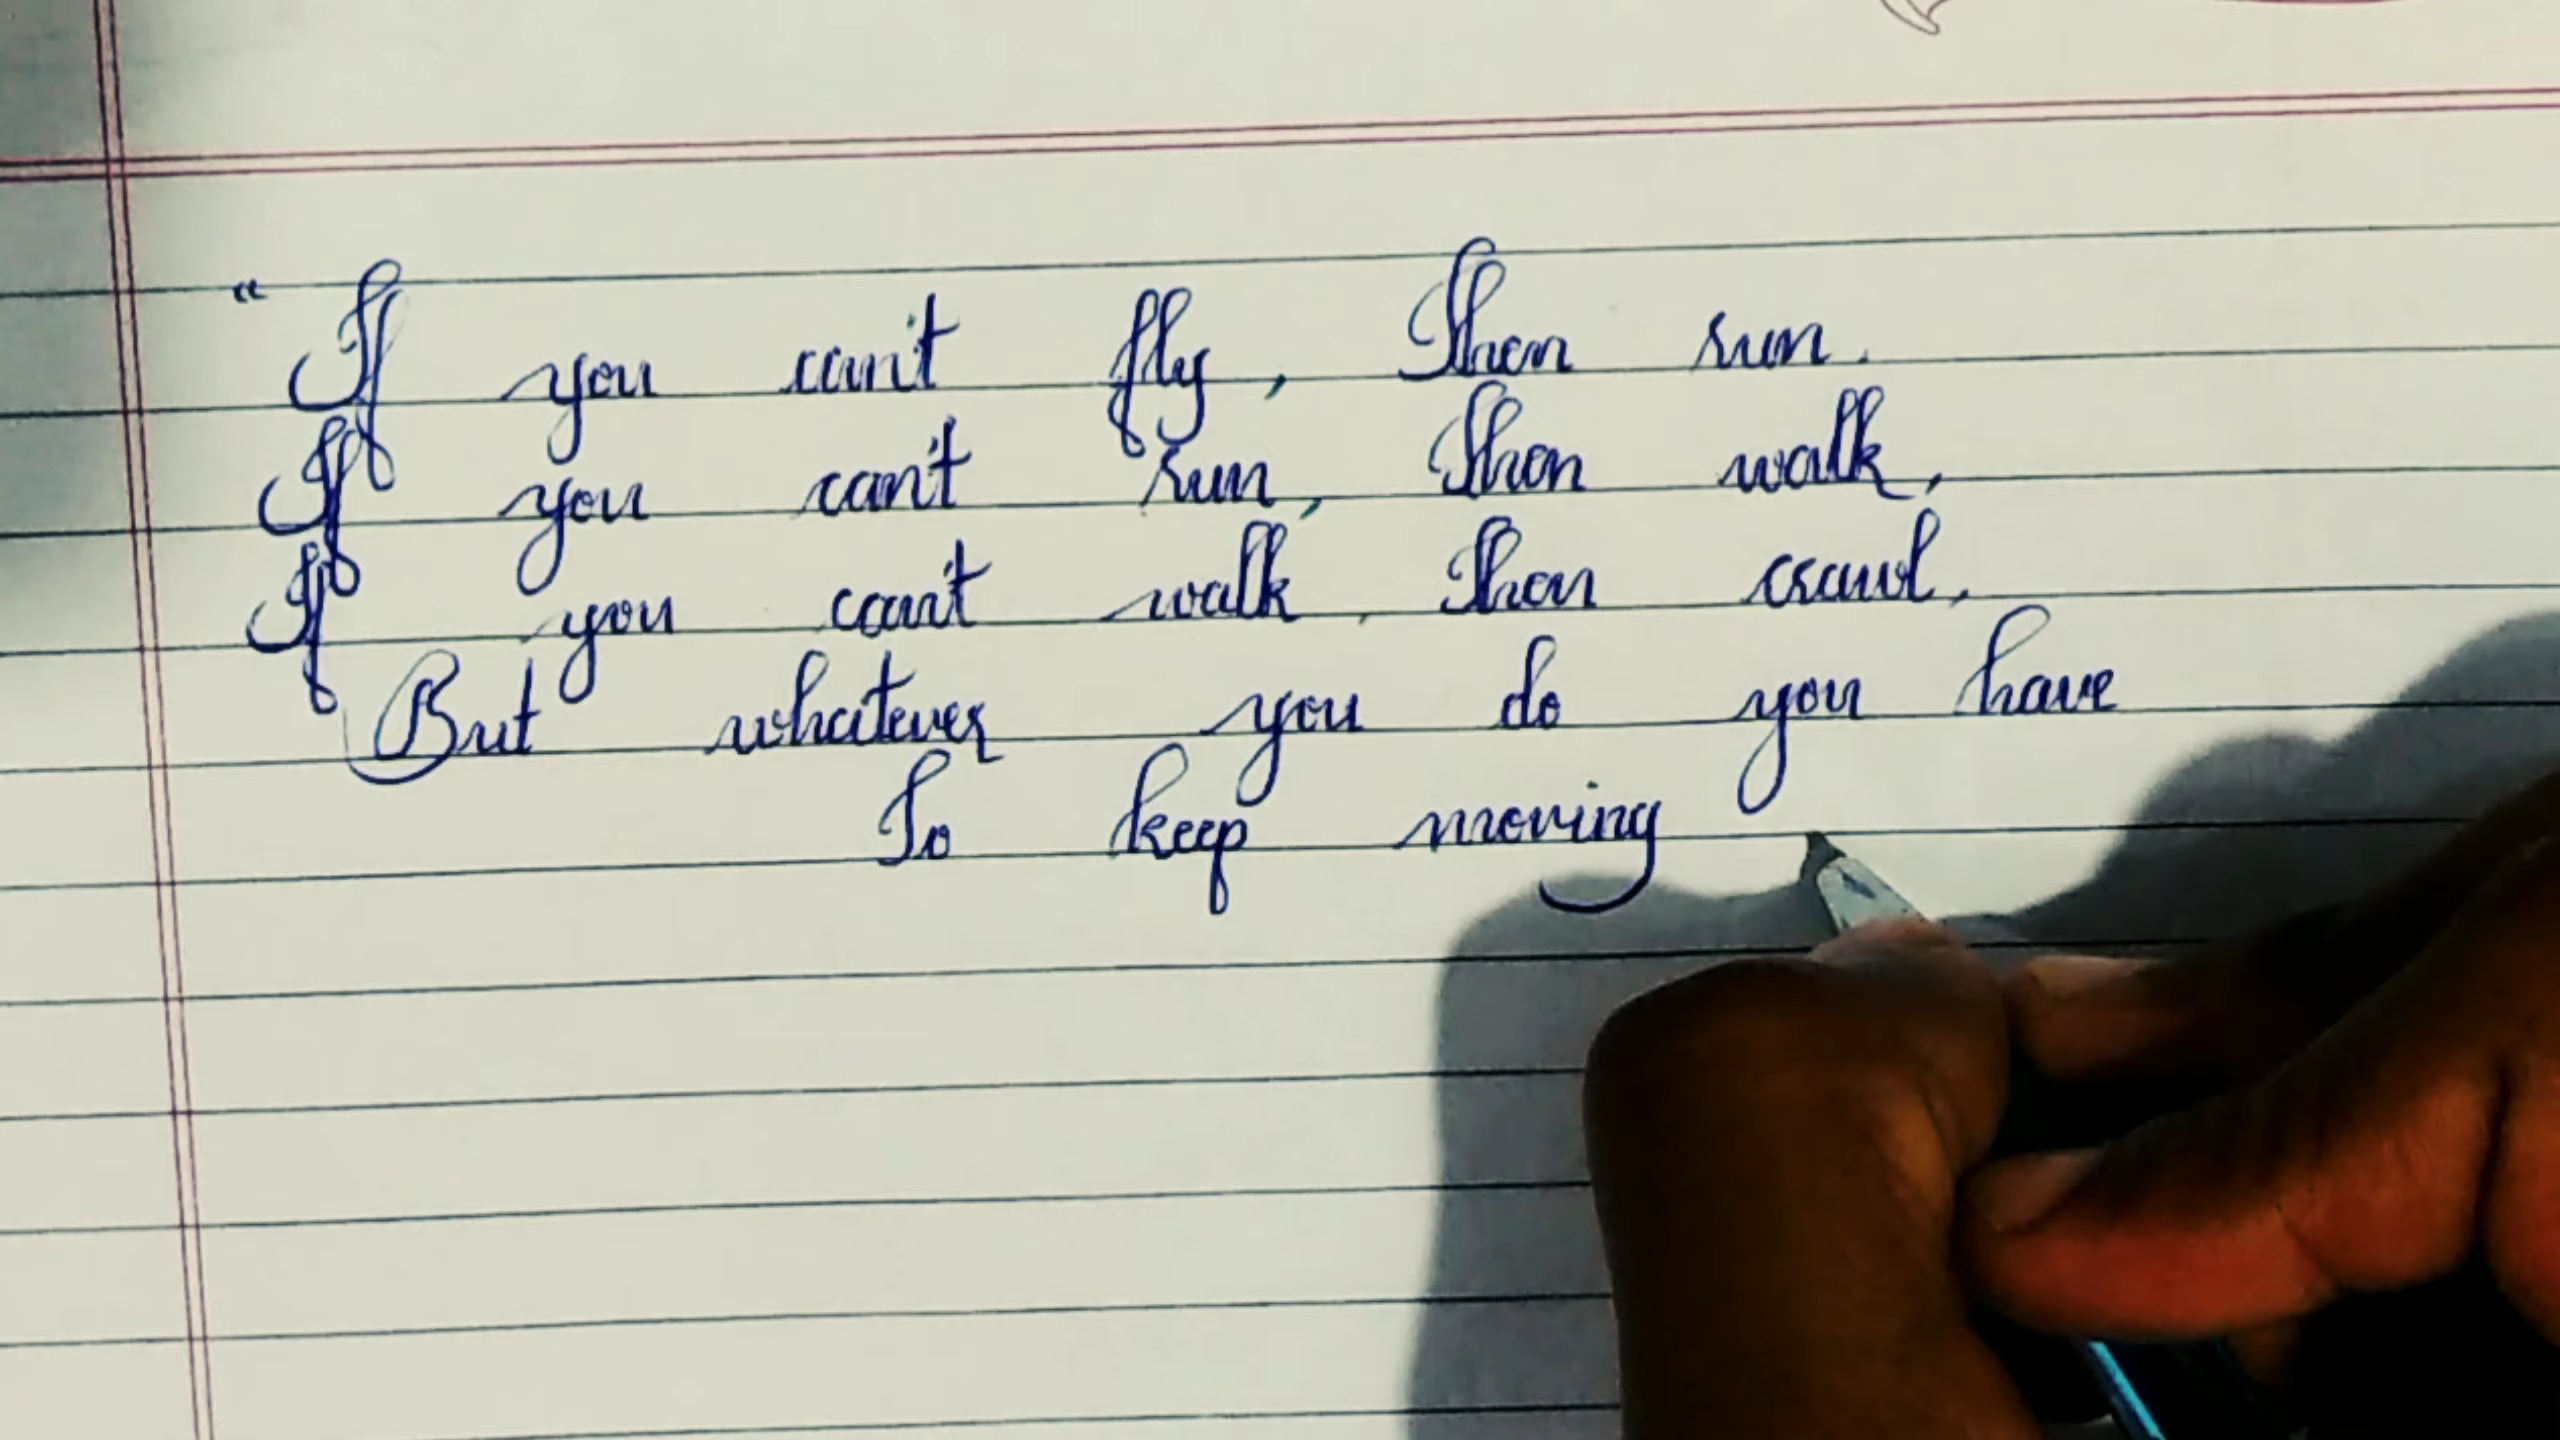 “ If you can't fly, Then run.
If you can't run, Then walk,
If you can't walk, Then crawl,
But whatever you do you have
To keep moving